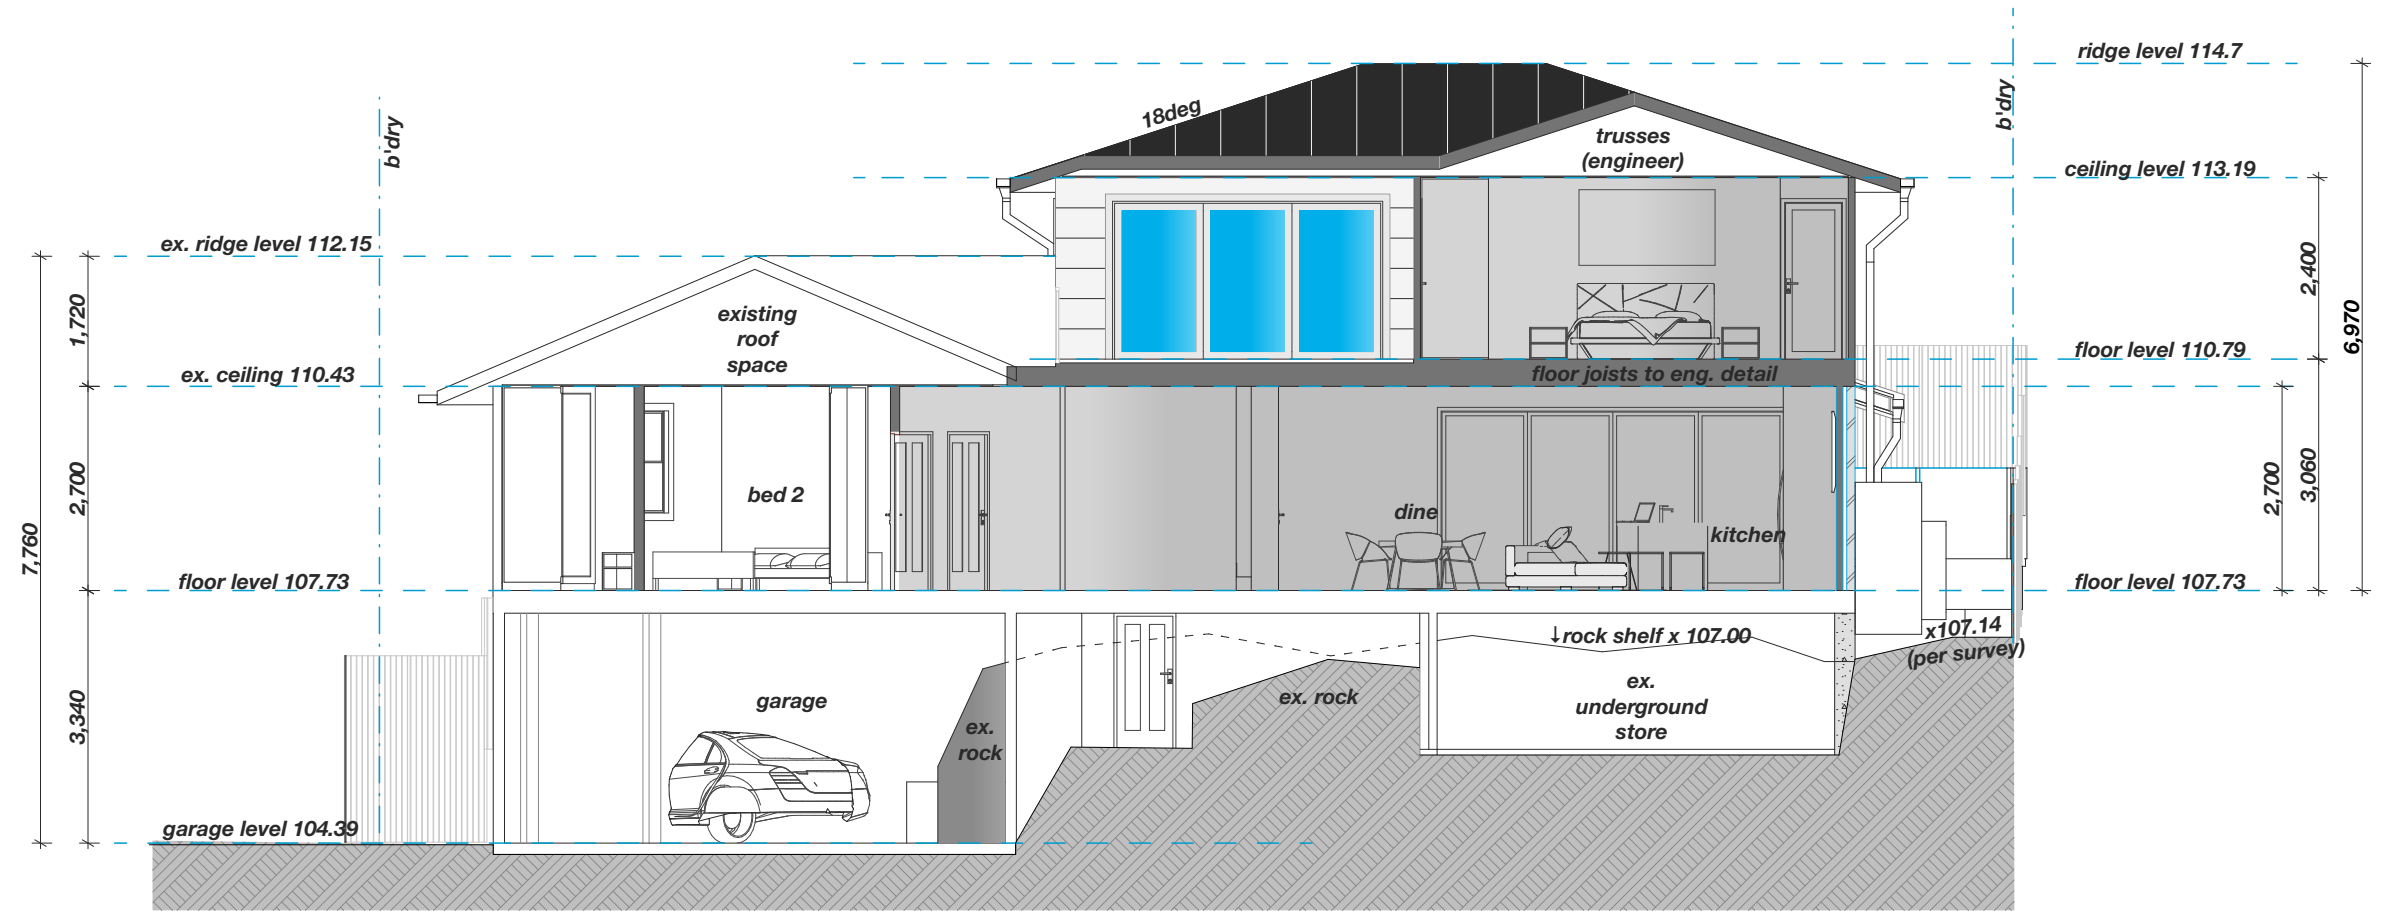 ridge level 114.7
b'dry
18deg
b'dry
trusses
(engineer)
ceiling level 113.19
ex. ridge level 112.15
2,400
1,720
existing
roof
space
6,970
floor level 110.79
ex. ceiling 110.43
floor joists to eng. detail
2,700
bed 2
2,700
3,060
dine
kitchen
7,760
floor level 107.73
floor level 107.73
↓rock shelf x 107.00
x107.14
(per survey)
3,340
garage
ex.
rock
ex. rock
ex.
underground
store
garage level 104.39